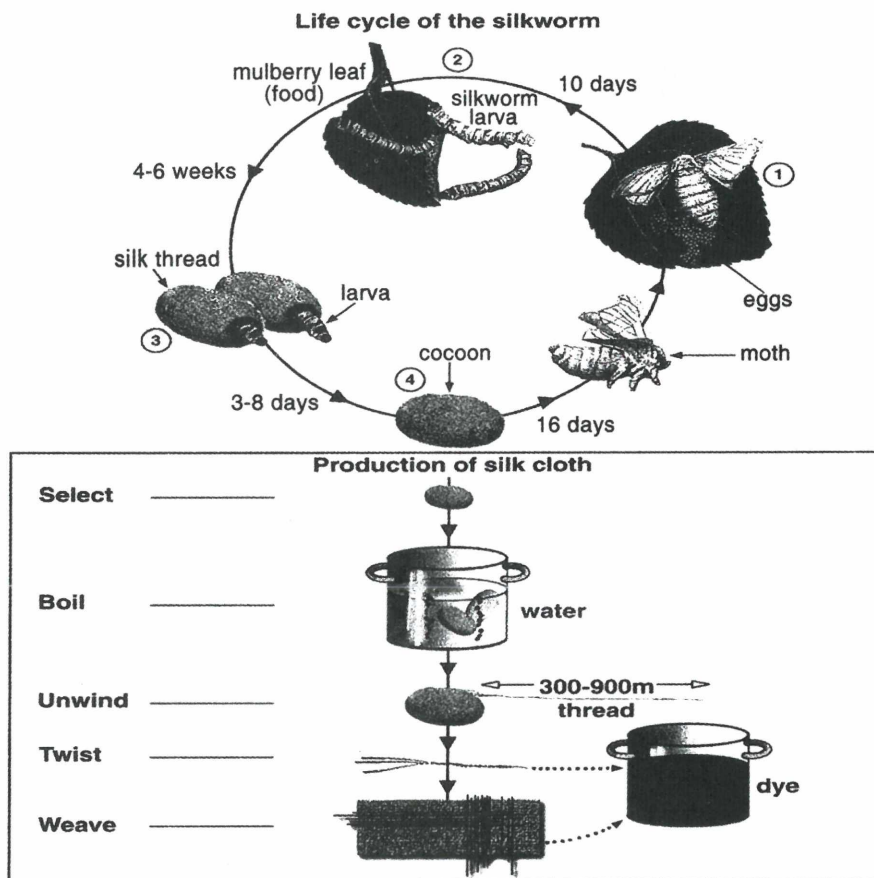 Life cycle of the silkworm
2
mulberry leaf
(food)
silkworm
larva
10 days
1
4-6 weeks
silk thread
larva
eggs
3
moth
4
cocoon
3-8 days
16 days
Production of silk cloth
Select
Boil
water
Unwind
300-900m
thread
Twist
dye
Weave